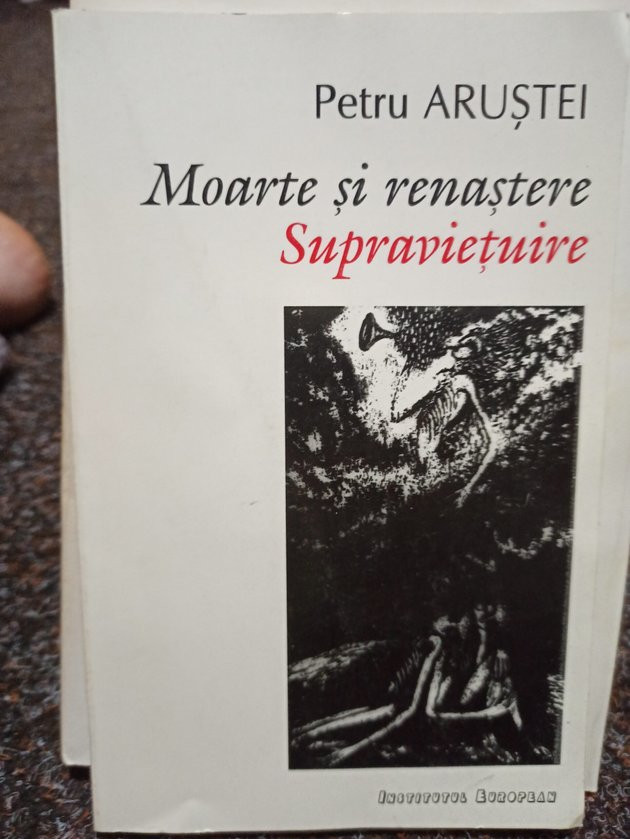 Petru ARUȘTEI
Moarte și renaștere
Supraviețuire
INSTITUTUL EUROPEAN